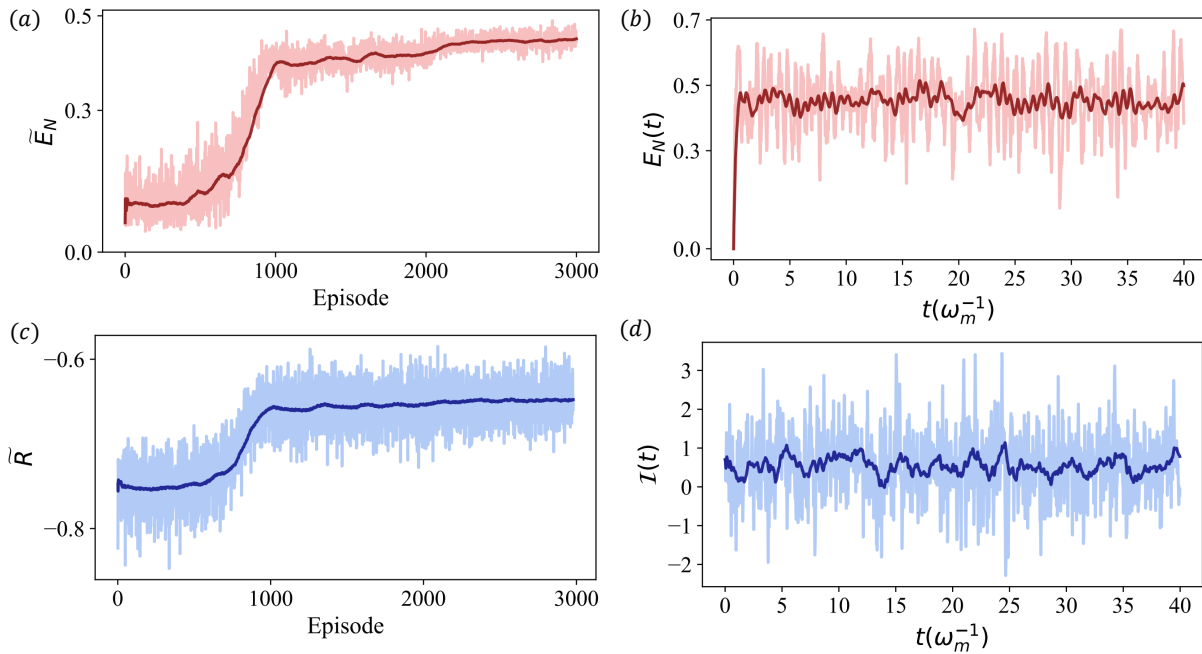 (a)
0.5
0.3
0.0
Ẽ_N
0 1000 2000 3000
Episode
(b)
0.7
0.5
0.3
0.0
E_N(t)
0 5 10 15 20 25 30 35 40
t(ω_m^{-1})
(c)
−0.6
−0.8
R̃
0 1000 2000 3000
Episode
(d)
3
2
1
0
−1
−2
ℐ(t)
0 5 10 15 20 25 30 35 40
t(ω_m^{-1})